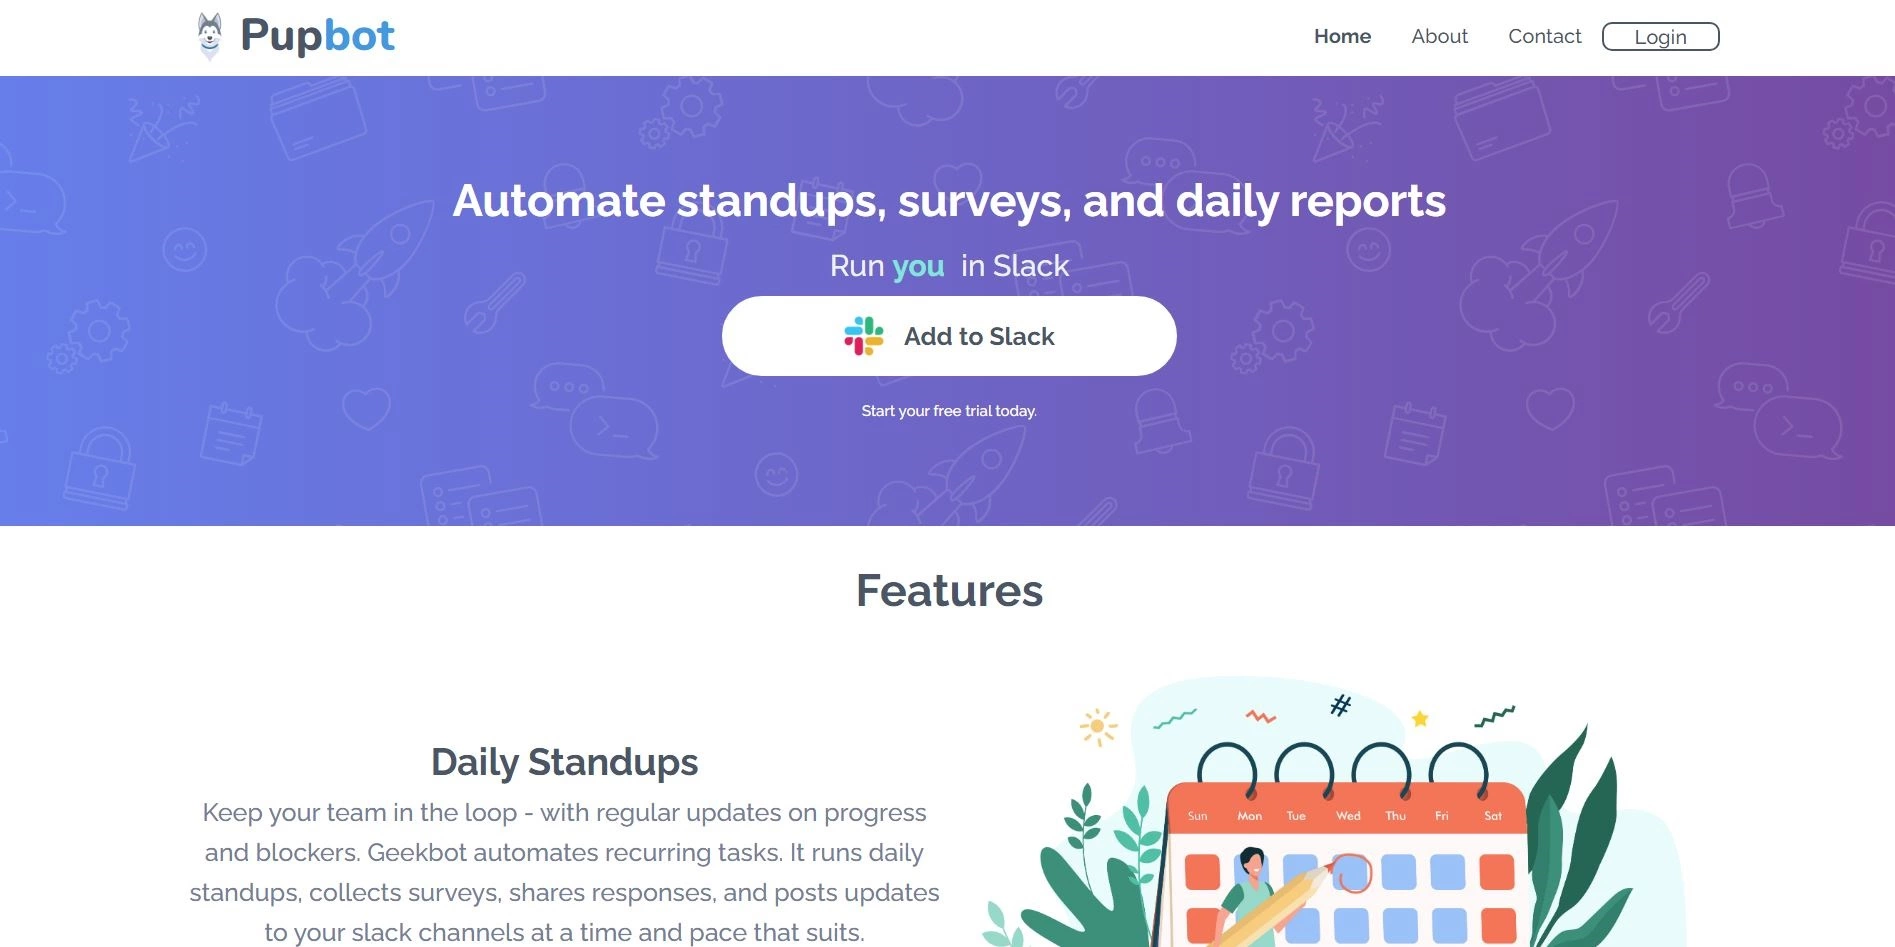 Pupbot
Home About Contact Login
Automate standups, surveys, and daily reports
Run you in Slack
Add to Slack
Start your free trial today.
Features
Daily Standups
Keep your team in the loop - with regular updates on progress
and blockers. Geekbot automates recurring tasks. It runs daily
standups, collects surveys, shares responses, and posts updates
to your slack channels at a time and pace that suits.
#
Sun Mon Tue Wed Thu Fri Sat